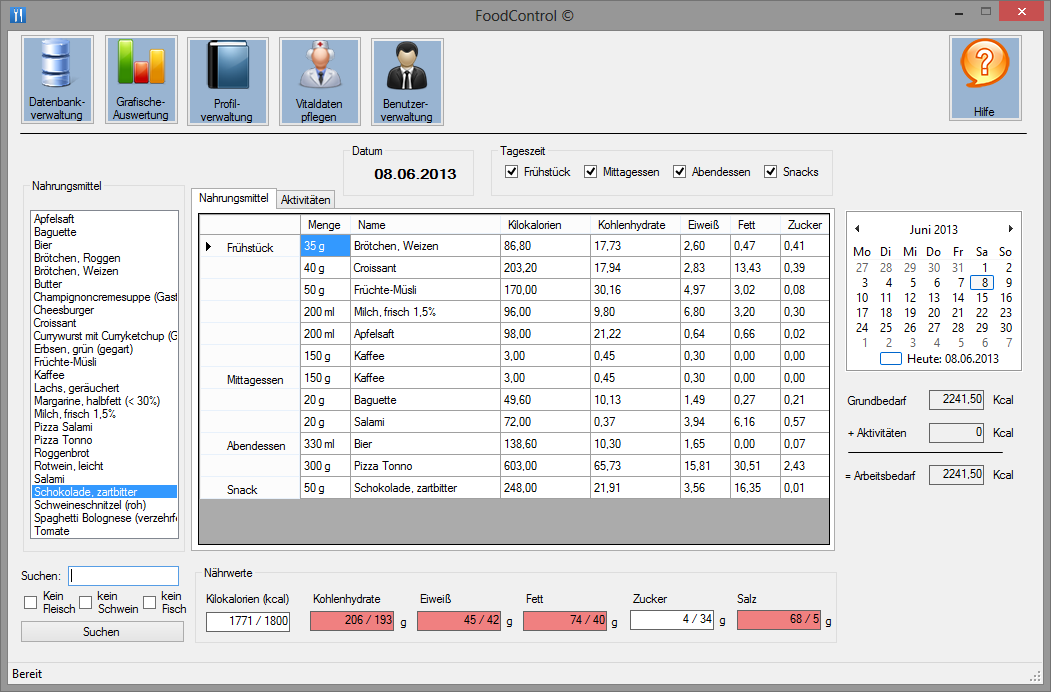 FoodControl ©
Datenbank-
verwaltung
Grafische-
Auswertung
Profil-
verwaltung
Vitaldaten
pflegen
Benutzer-
verwaltung
Hilfe
Datum
08.06.2013
Tageszeit
Frühstück Mittagessen Abendessen Snacks
Nahrungsmittel
Apfelsaft
Baguette
Bier
Brötchen, Roggen
Brötchen, Weizen
Butter
Champignoncremesuppe (Gast
Cheesburger
Croissant
Currywurst mit Curryketchup (G
Erbsen, grün (gegart)
Früchte-Müsli
Kaffee
Lachs, geräuchert
Margarine, halbfett (< 30%)
Milch, frisch 1,5%
Pizza Salami
Pizza Tonno
Roggenbrot
Rotwein, leicht
Salami
Schokolade, zartbitter
Schweineschnitzel (roh)
Spaghetti Bolognese (verzehrfe
Tomate
Suchen:
Kein
Fleisch
kein
Schwein
kein
Fisch
Suchen
Nahrungsmittel Aktivitäten
Menge Name Kilokalorien Kohlenhydrate Eiweiß Fett Zucker
Frühstück 35 g Brötchen, Weizen 86,80 17,73 2,60 0,47 0,41
40 g Croissant 203,20 17,94 2,83 13,43 0,39
50 g Früchte-Müsli 170,00 30,16 4,97 3,02 0,08
200 ml Milch, frisch 1,5% 96,00 9,80 6,80 3,20 0,30
200 ml Apfelsaft 98,00 21,22 0,64 0,66 0,02
150 g Kaffee 3,00 0,45 0,30 0,00 0,00
Mittagessen 150 g Kaffee 3,00 0,45 0,30 0,00 0,00
20 g Baguette 49,60 10,13 1,49 0,27 0,21
20 g Salami 72,00 0,37 3,94 6,16 0,57
Abendessen 330 ml Bier 138,60 10,30 1,65 0,00 0,07
300 g Pizza Tonno 603,00 65,73 15,81 30,51 2,43
Snack 50 g Schokolade, zartbitter 248,00 21,91 3,56 16,35 0,01
Juni 2013
Mo Di Mi Do Fr Sa So
27 28 29 30 31 1 2
3 4 5 6 7 8 9
10 11 12 13 14 15 16
17 18 19 20 21 22 23
24 25 26 27 28 29 30
1 2 3 4 5 6 7
Heute: 08.06.2013
Grundbedarf 2241,50 Kcal
+ Aktivitäten 0 Kcal
= Arbeitsbedarf 2241,50 Kcal
Nährwerte
Kilokalorien (kcal) Kohlenhydrate Eiweiß Fett Zucker Salz
1771 / 1800 206 / 193 g 45 / 42 g 74 / 40 g 4 / 34 g 68 / 5 g
Bereit